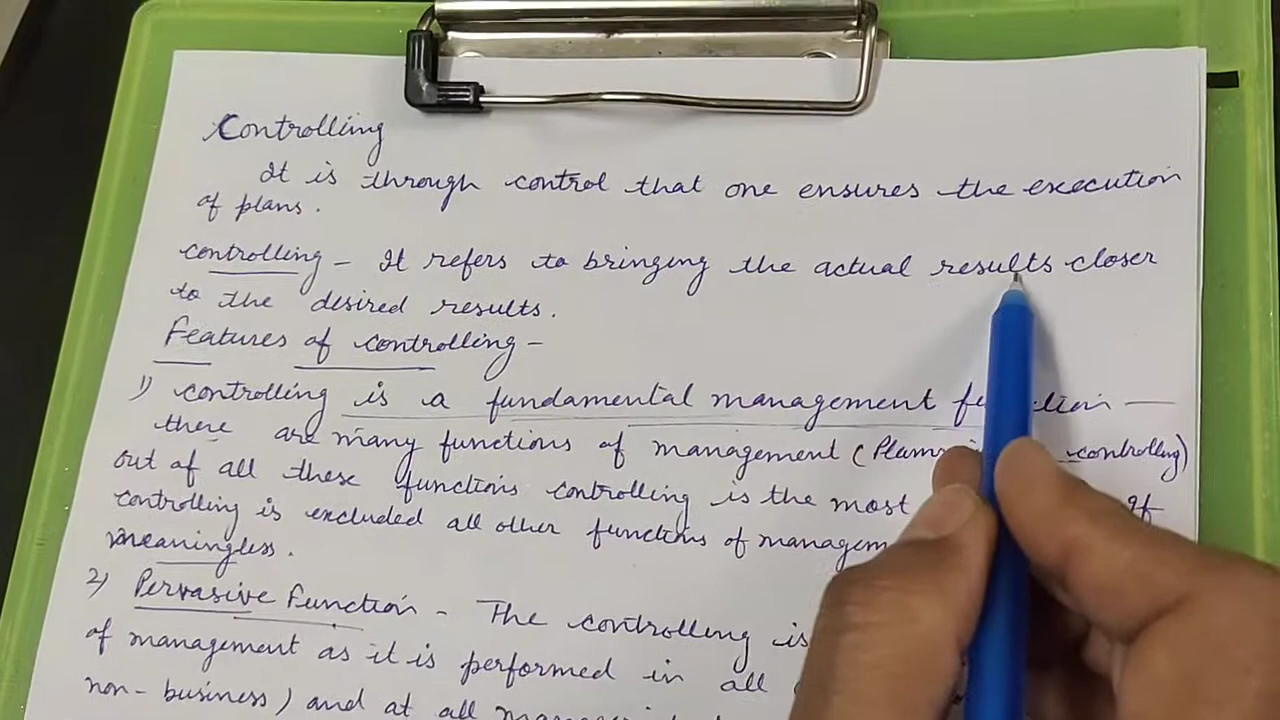 Controlling
It is through control that one ensures the execution
of plans.
controlling - It refers to bringing the actual results closer
to the desired results.
Features of controlling -
1) controlling is a fundamental management
there are many functions of management (
controlling)
out of all these functions controlling is the most
If
controlling is excluded all other functions of
meaningless.
2) Pervasive Function - The controlling is
of management as it is performed in all
non-business) and at all